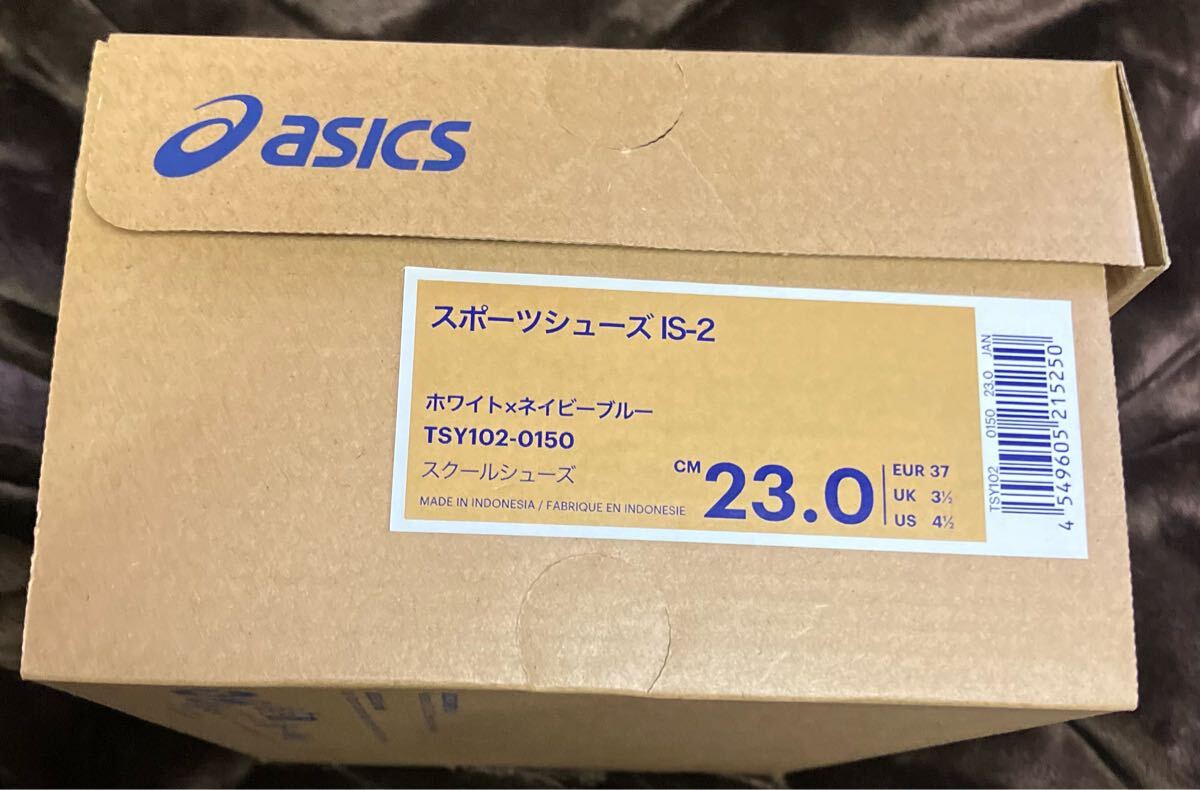 asics
スポーツシューズ IS-2
ホワイト×ネイビーブルー
TSY102-0150
スクールシューズ
MADE IN INDONESIA / FABRIQUE EN INDONESIE
CM 23.0
EUR 37
UK 3½
US 4½
TSY102 0150 23.0 JAN
4 549605 215250